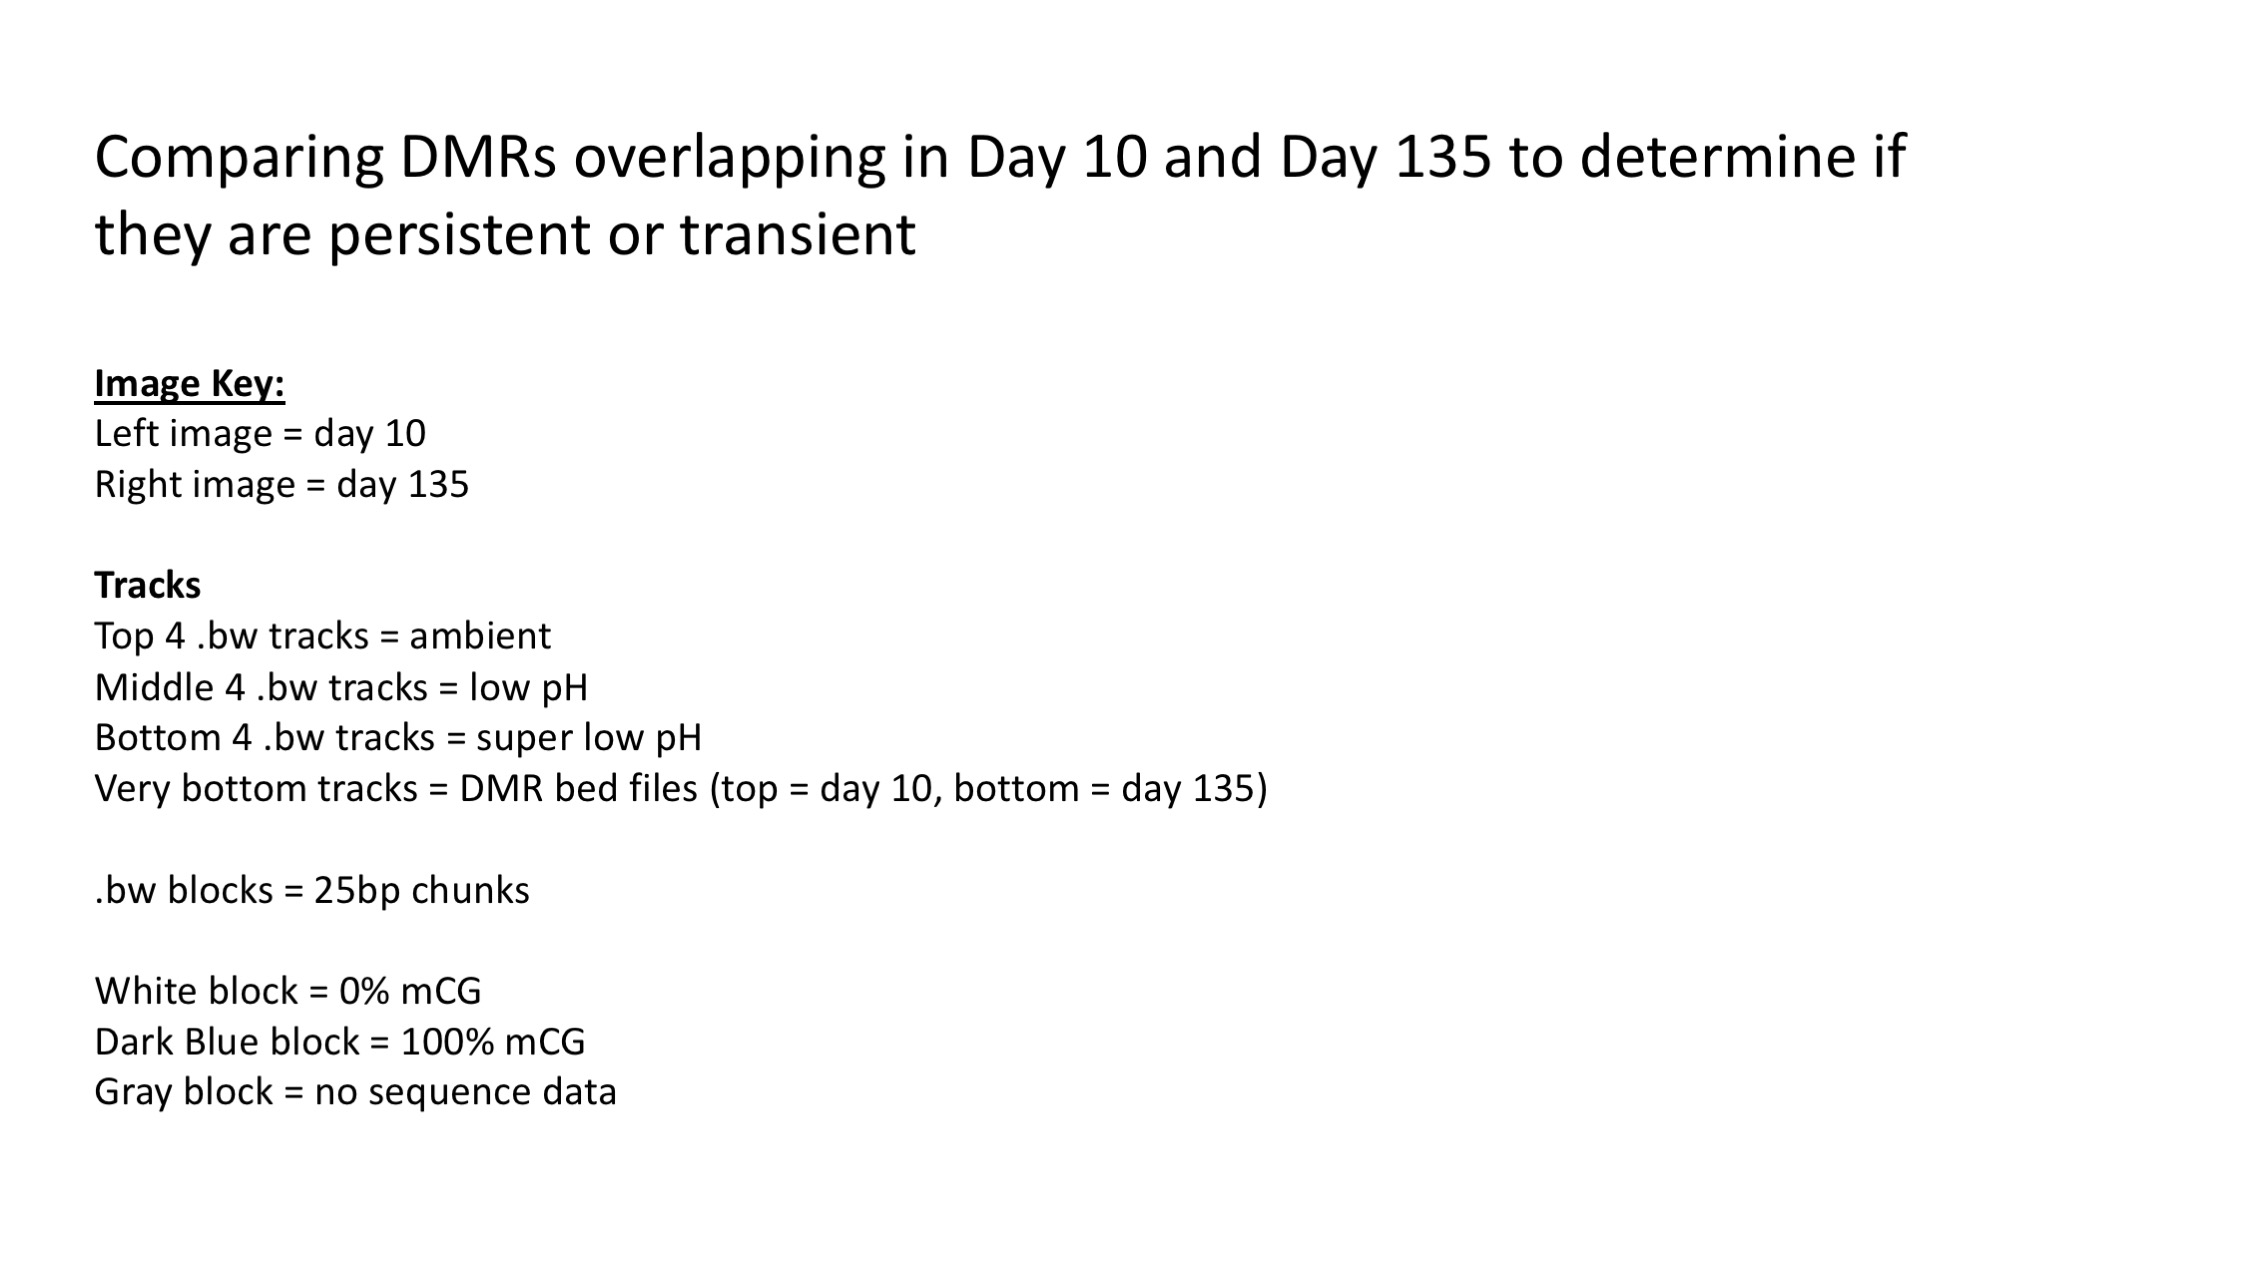 Comparing DMRs overlapping in Day 10 and Day 135 to determine if
they are persistent or transient
Image Key:
Left image = day 10
Right image = day 135
Tracks
Top 4 .bw tracks = ambient
Middle 4 .bw tracks = low pH
Bottom 4 .bw tracks = super low pH
Very bottom tracks = DMR bed files (top = day 10, bottom = day 135)
.bw blocks = 25bp chunks
White block = 0% mCG
Dark Blue block = 100% mCG
Gray block = no sequence data